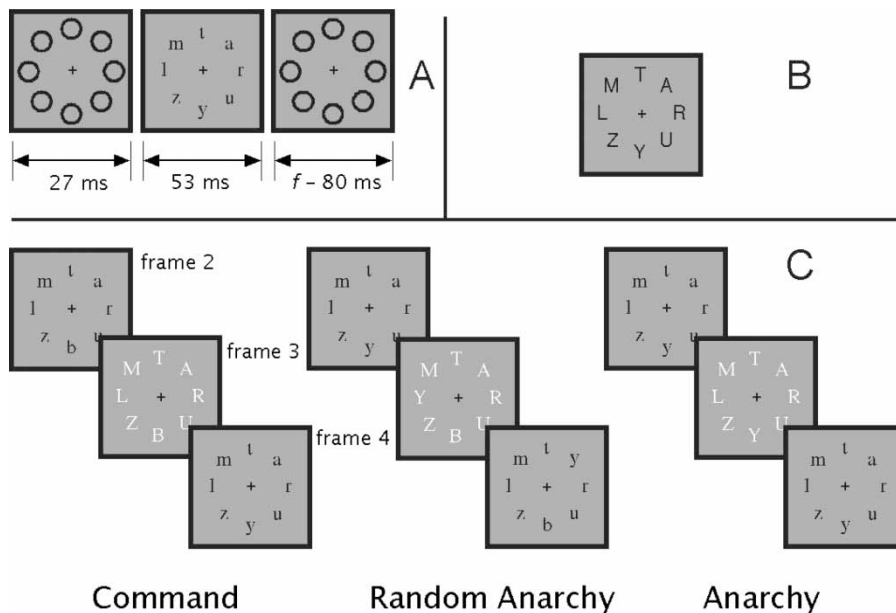 +
t
m a
l + r
z u
y
+
A
27 ms
53 ms
f – 80 ms
T
M A
L + R
Z U
Y
B
t
m a
l + r
z u
b
frame 2
T
M A
L + R
Z U
B
frame 3
t
m a
l + r
z u
y
frame 4
Command
t
m a
l + r
z u
y
T
M A
Y + R
Z U
B
t
m y
l + r
z u
b
Random Anarchy
t
m a
l + r
z u
y
C
T
M A
L + R
Z U
Y
t
m a
l + r
z u
y
Anarchy